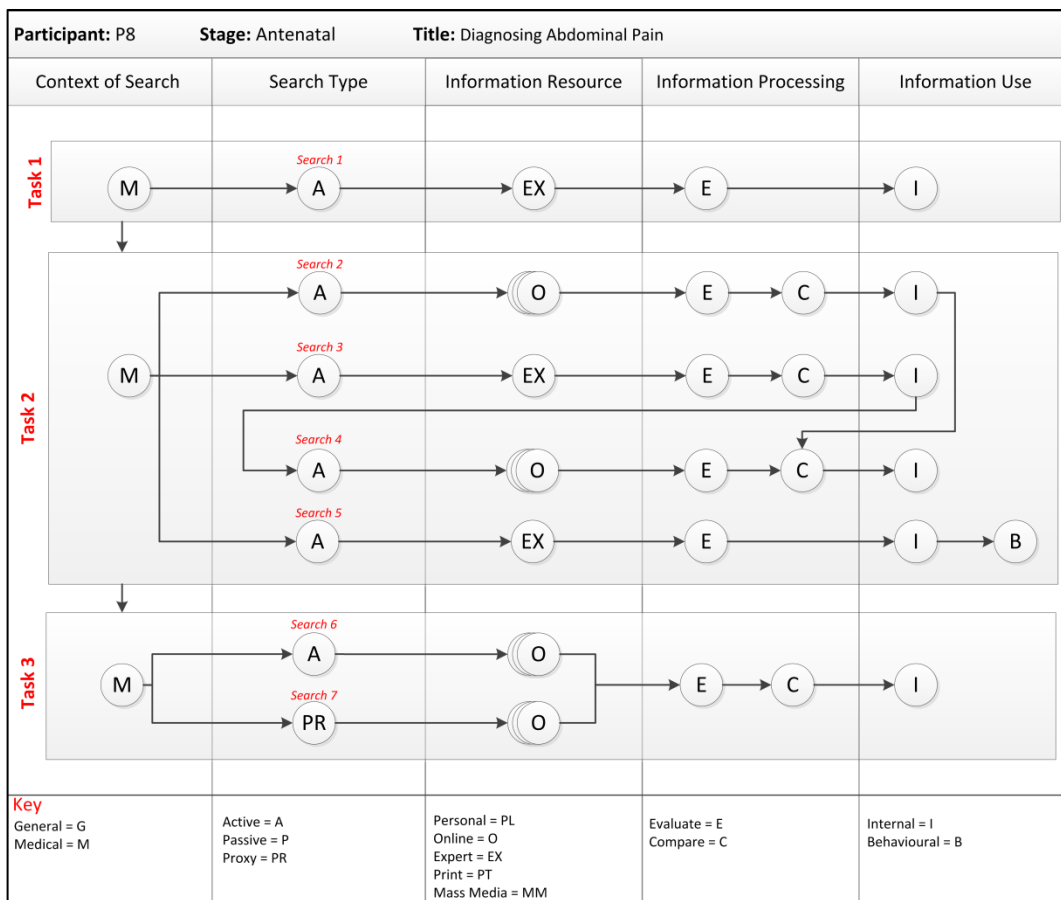 Participant: P8 Stage: Antenatal Title: Diagnosing Abdominal Pain
Context of Search Search Type Information Resource Information Processing Information Use
Task 1
Search 1
M A EX E I
Task 2
Search 2
A O E C I
Search 3
M A EX E C I
Search 4
A O E C I
Search 5
A EX E I B
Task 3
Search 6
A O
M E C I
Search 7
PR O
Key
General = G
Medical = M
Active = A
Passive = P
Proxy = PR
Personal = PL
Online = O
Expert = EX
Print = PT
Mass Media = MM
Evaluate = E
Compare = C
Internal = I
Behavioural = B